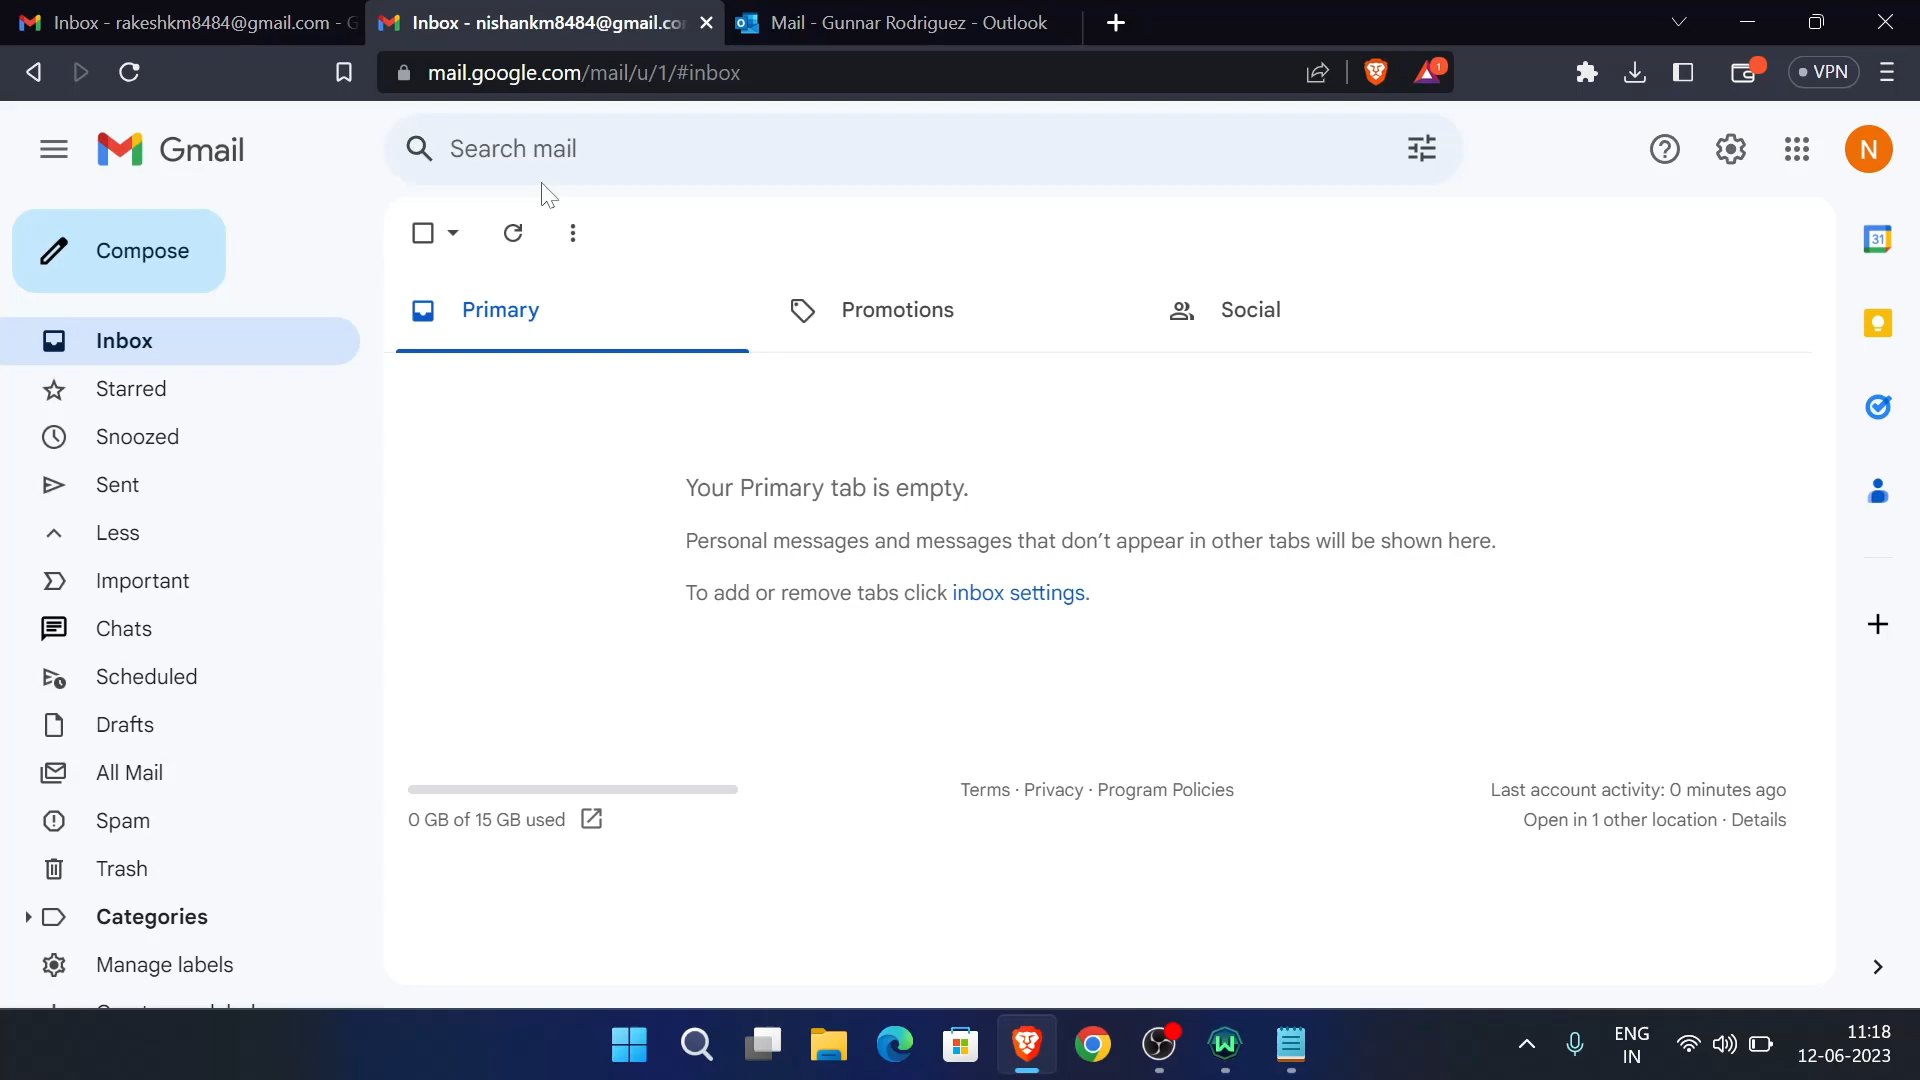 Inbox - rakeshkm8484@gmail.com - G
Inbox - nishankm8484@gmail.co
Mail - Gunnar Rodriguez - Outlook
mail.google.com/mail/u/1/#inbox
1
VPN
Gmail
Search mail
N
Compose
31
Primary
Promotions
Social
Inbox
Starred
Snoozed
Sent
Less
Important
Chats
Scheduled
Drafts
All Mail
Spam
Trash
Categories
Manage labels
Your Primary tab is empty.
Personal messages and messages that don't appear in other tabs will be shown here.
To add or remove tabs click inbox settings.
0 GB of 15 GB used
Terms · Privacy · Program Policies
Last account activity: 0 minutes ago
Open in 1 other location · Details
W
ENG
IN
11:18
12-06-2023